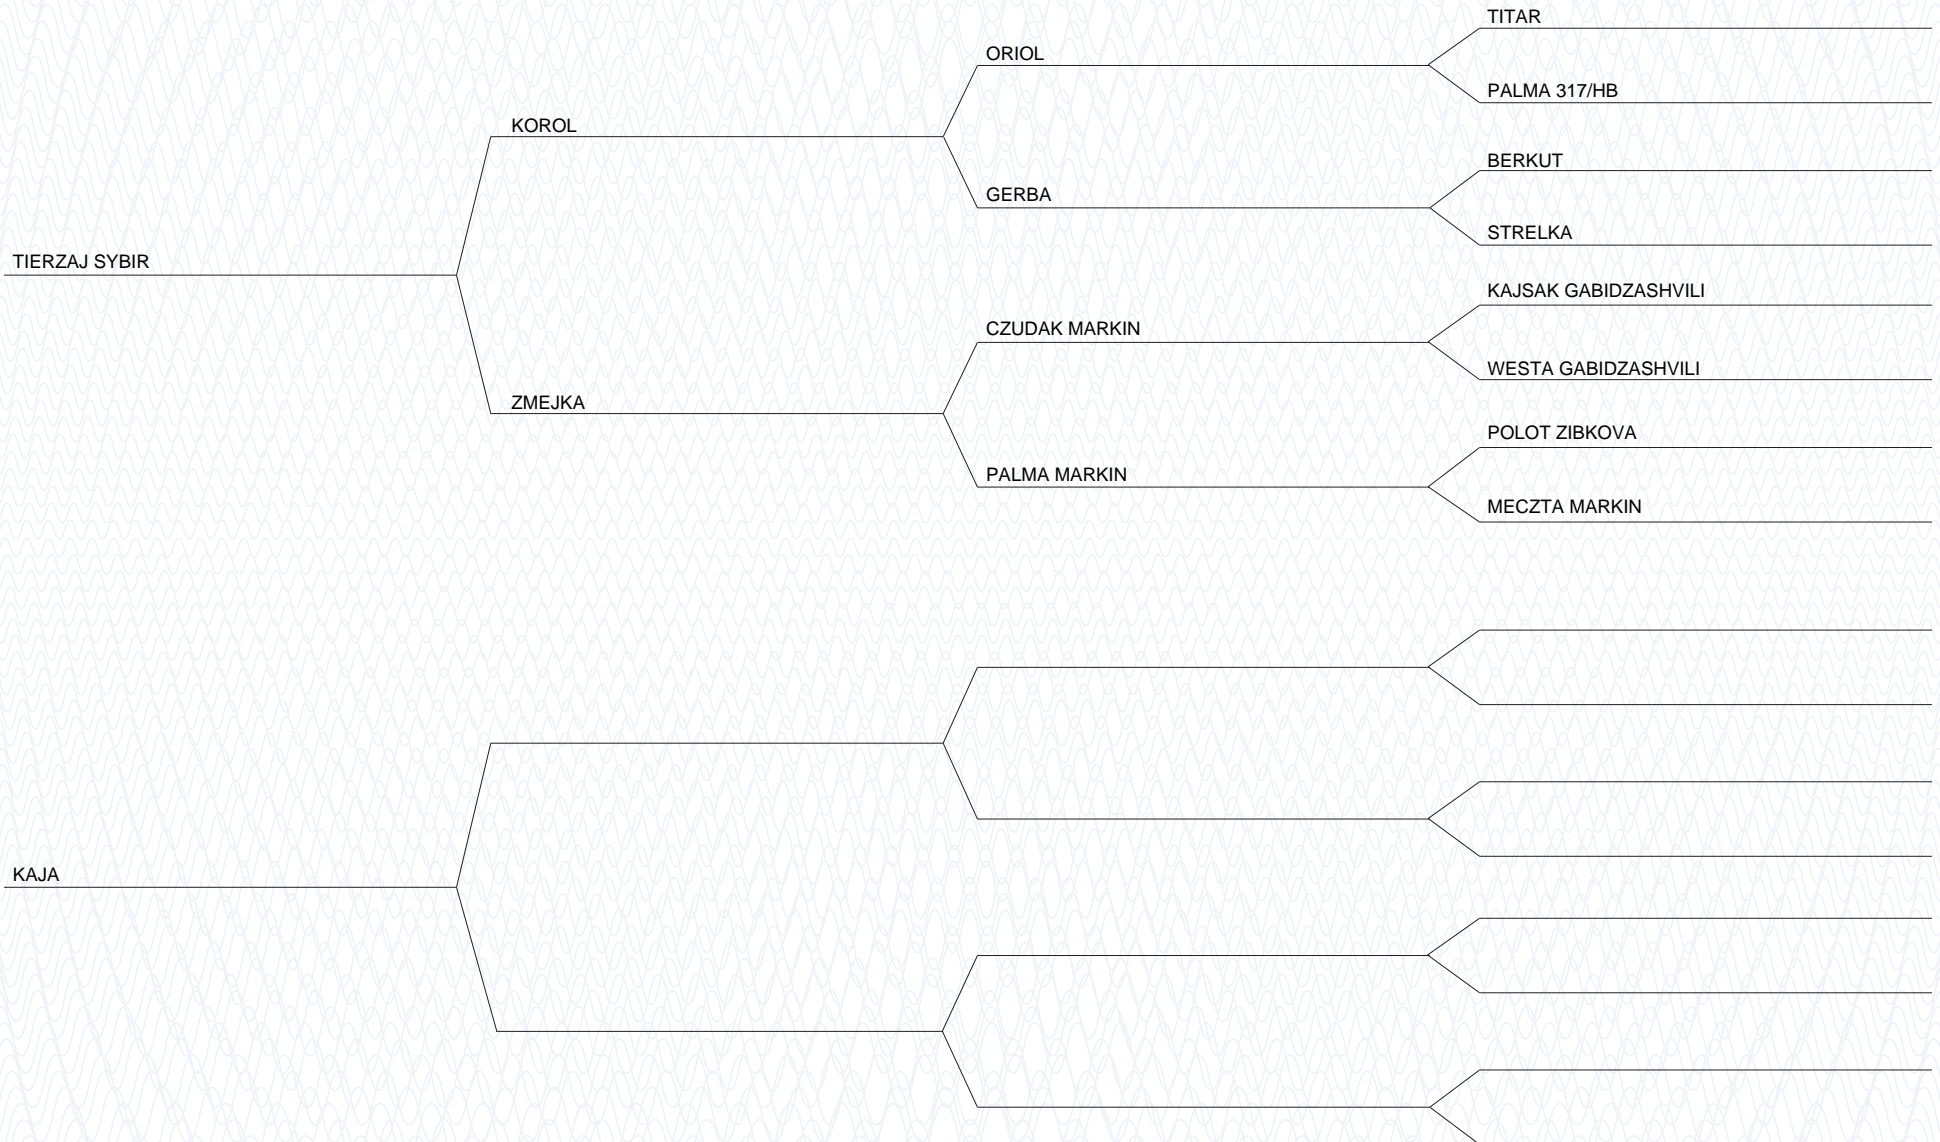 TITAR
ORIOL
PALMA 317/HB
KOROL
BERKUT
GERBA
STRELKA
TIERZAJ SYBIR
KAJSAK GABIDZASHVILI
CZUDAK MARKIN
WESTA GABIDZASHVILI
ZMEJKA
POLOT ZIBKOVA
PALMA MARKIN
MECZTA MARKIN
KAJA